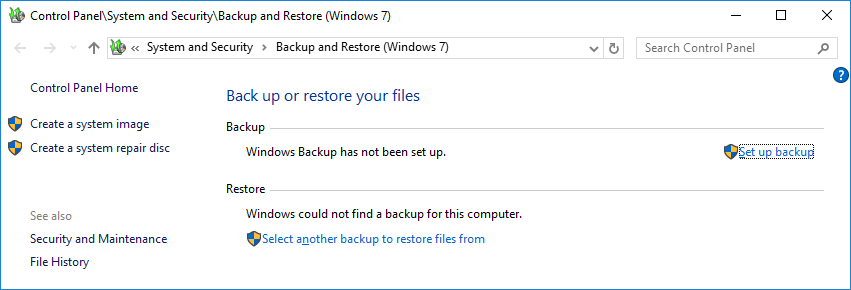 Control Panel\System and Security\Backup and Restore (Windows 7)
« System and Security > Backup and Restore (Windows 7)
Search Control Panel
Control Panel Home
Create a system image
Create a system repair disc
See also
Security and Maintenance
File History
Back up or restore your files
Backup
Windows Backup has not been set up.
Set up backup
Restore
Windows could not find a backup for this computer.
Select another backup to restore files from